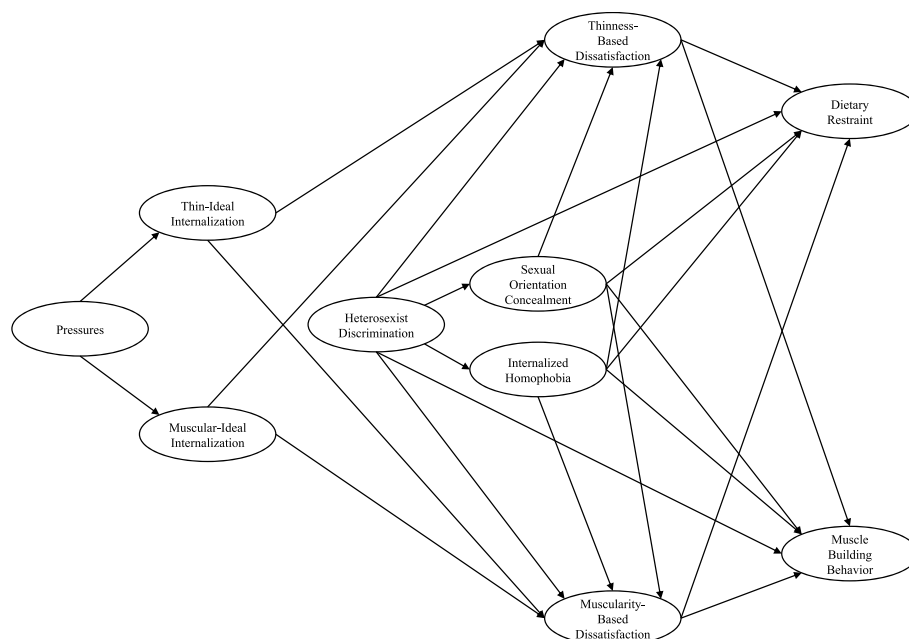 Thinness-
Based
Dissatisfaction
Dietary
Restraint
Thin-Ideal
Internalization
Sexual
Orientation
Concealment
Pressures
Heterosexist
Discrimination
Internalized
Homophobia
Muscular-Ideal
Internalization
Muscle
Building
Behavior
Muscularity-
Based
Dissatisfaction